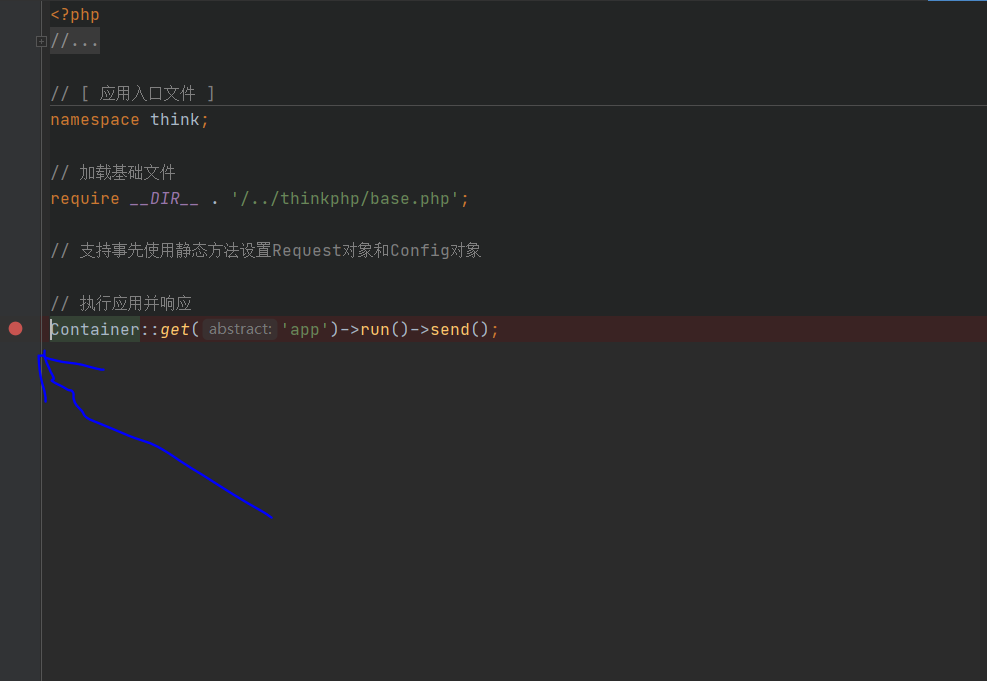 <?php
//...
// [ 应用入口文件 ]
namespace think;
// 加载基础文件
require __DIR__ . '/../thinkphp/base.php';
// 支持事先使用静态方法设置Request对象和Config对象
// 执行应用并响应
Container::get( abstract: 'app')->run()->send();